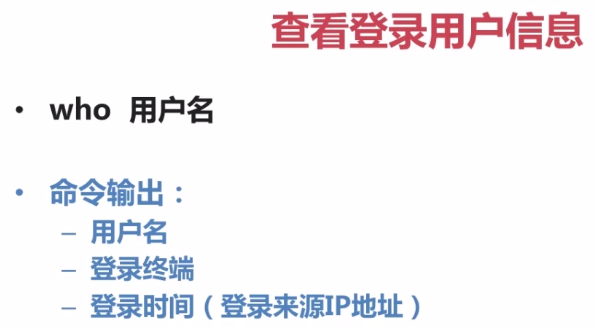 查看登录用户信息
• who 用户名
• 命令输出：
– 用户名
– 登录终端
– 登录时间（登录来源IP地址）